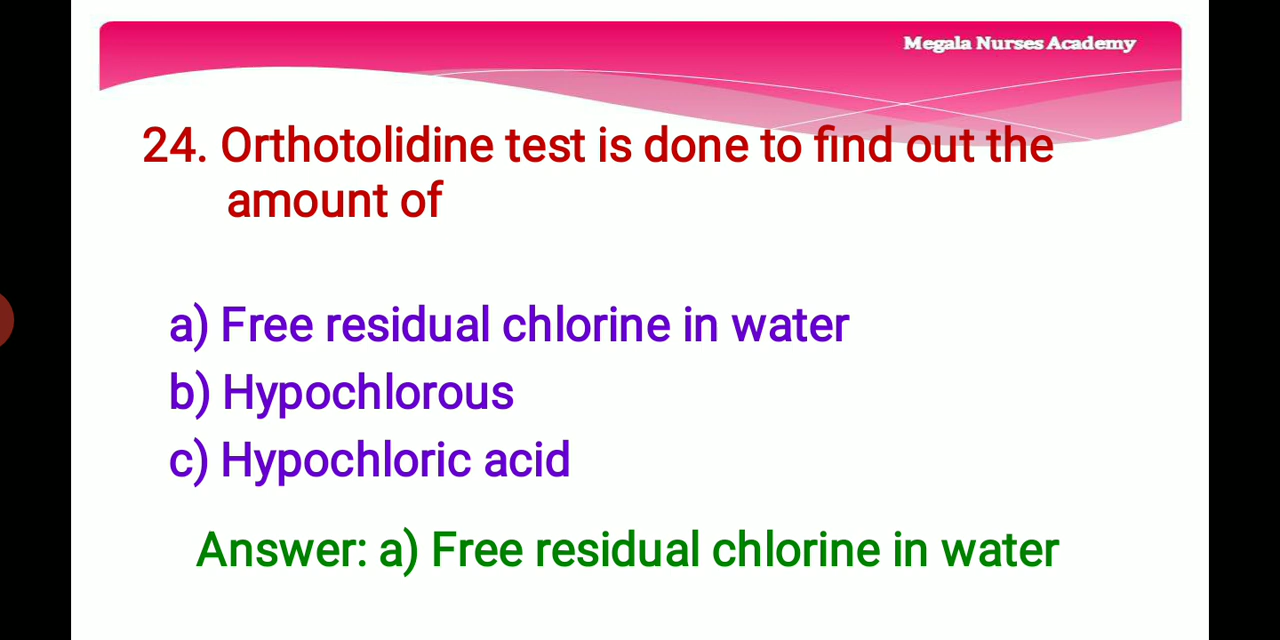 Megala Nurses Academy
24. Orthotolidine test is done to find out the
amount of
a) Free residual chlorine in water
b) Hypochlorous
c) Hypochloric acid
Answer: a) Free residual chlorine in water